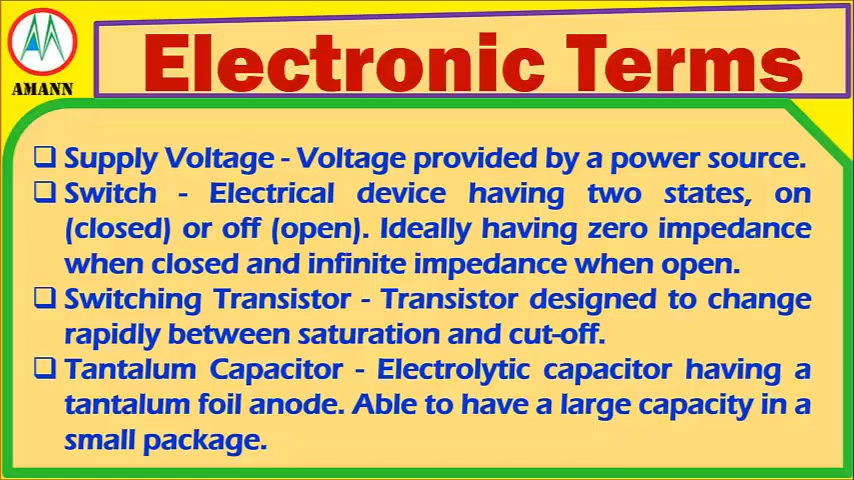 AMANN
Electronic Terms
❑ Supply Voltage - Voltage provided by a power source.
❑ Switch - Electrical device having two states, on
(closed) or off (open). Ideally having zero impedance
when closed and infinite impedance when open.
❑ Switching Transistor - Transistor designed to change
rapidly between saturation and cut-off.
❑ Tantalum Capacitor - Electrolytic capacitor having a
tantalum foil anode. Able to have a large capacity in a
small package.